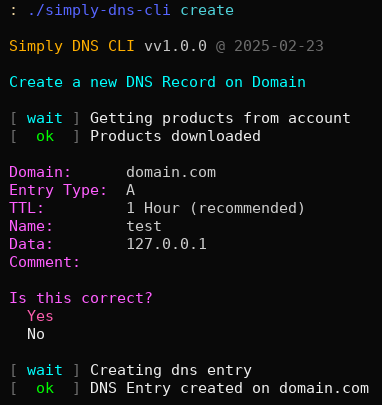 : ./simply-dns-cli create
Simply DNS CLI vv1.0.0 @ 2025-02-23
Create a new DNS Record on Domain
[ wait ] Getting products from account
[ ok ] Products downloaded
Domain: domain.com
Entry Type: A
TTL: 1 Hour (recommended)
Name: test
Data: 127.0.0.1
Comment:
Is this correct?
Yes
No
[ wait ] Creating dns entry
[ ok ] DNS Entry created on domain.com